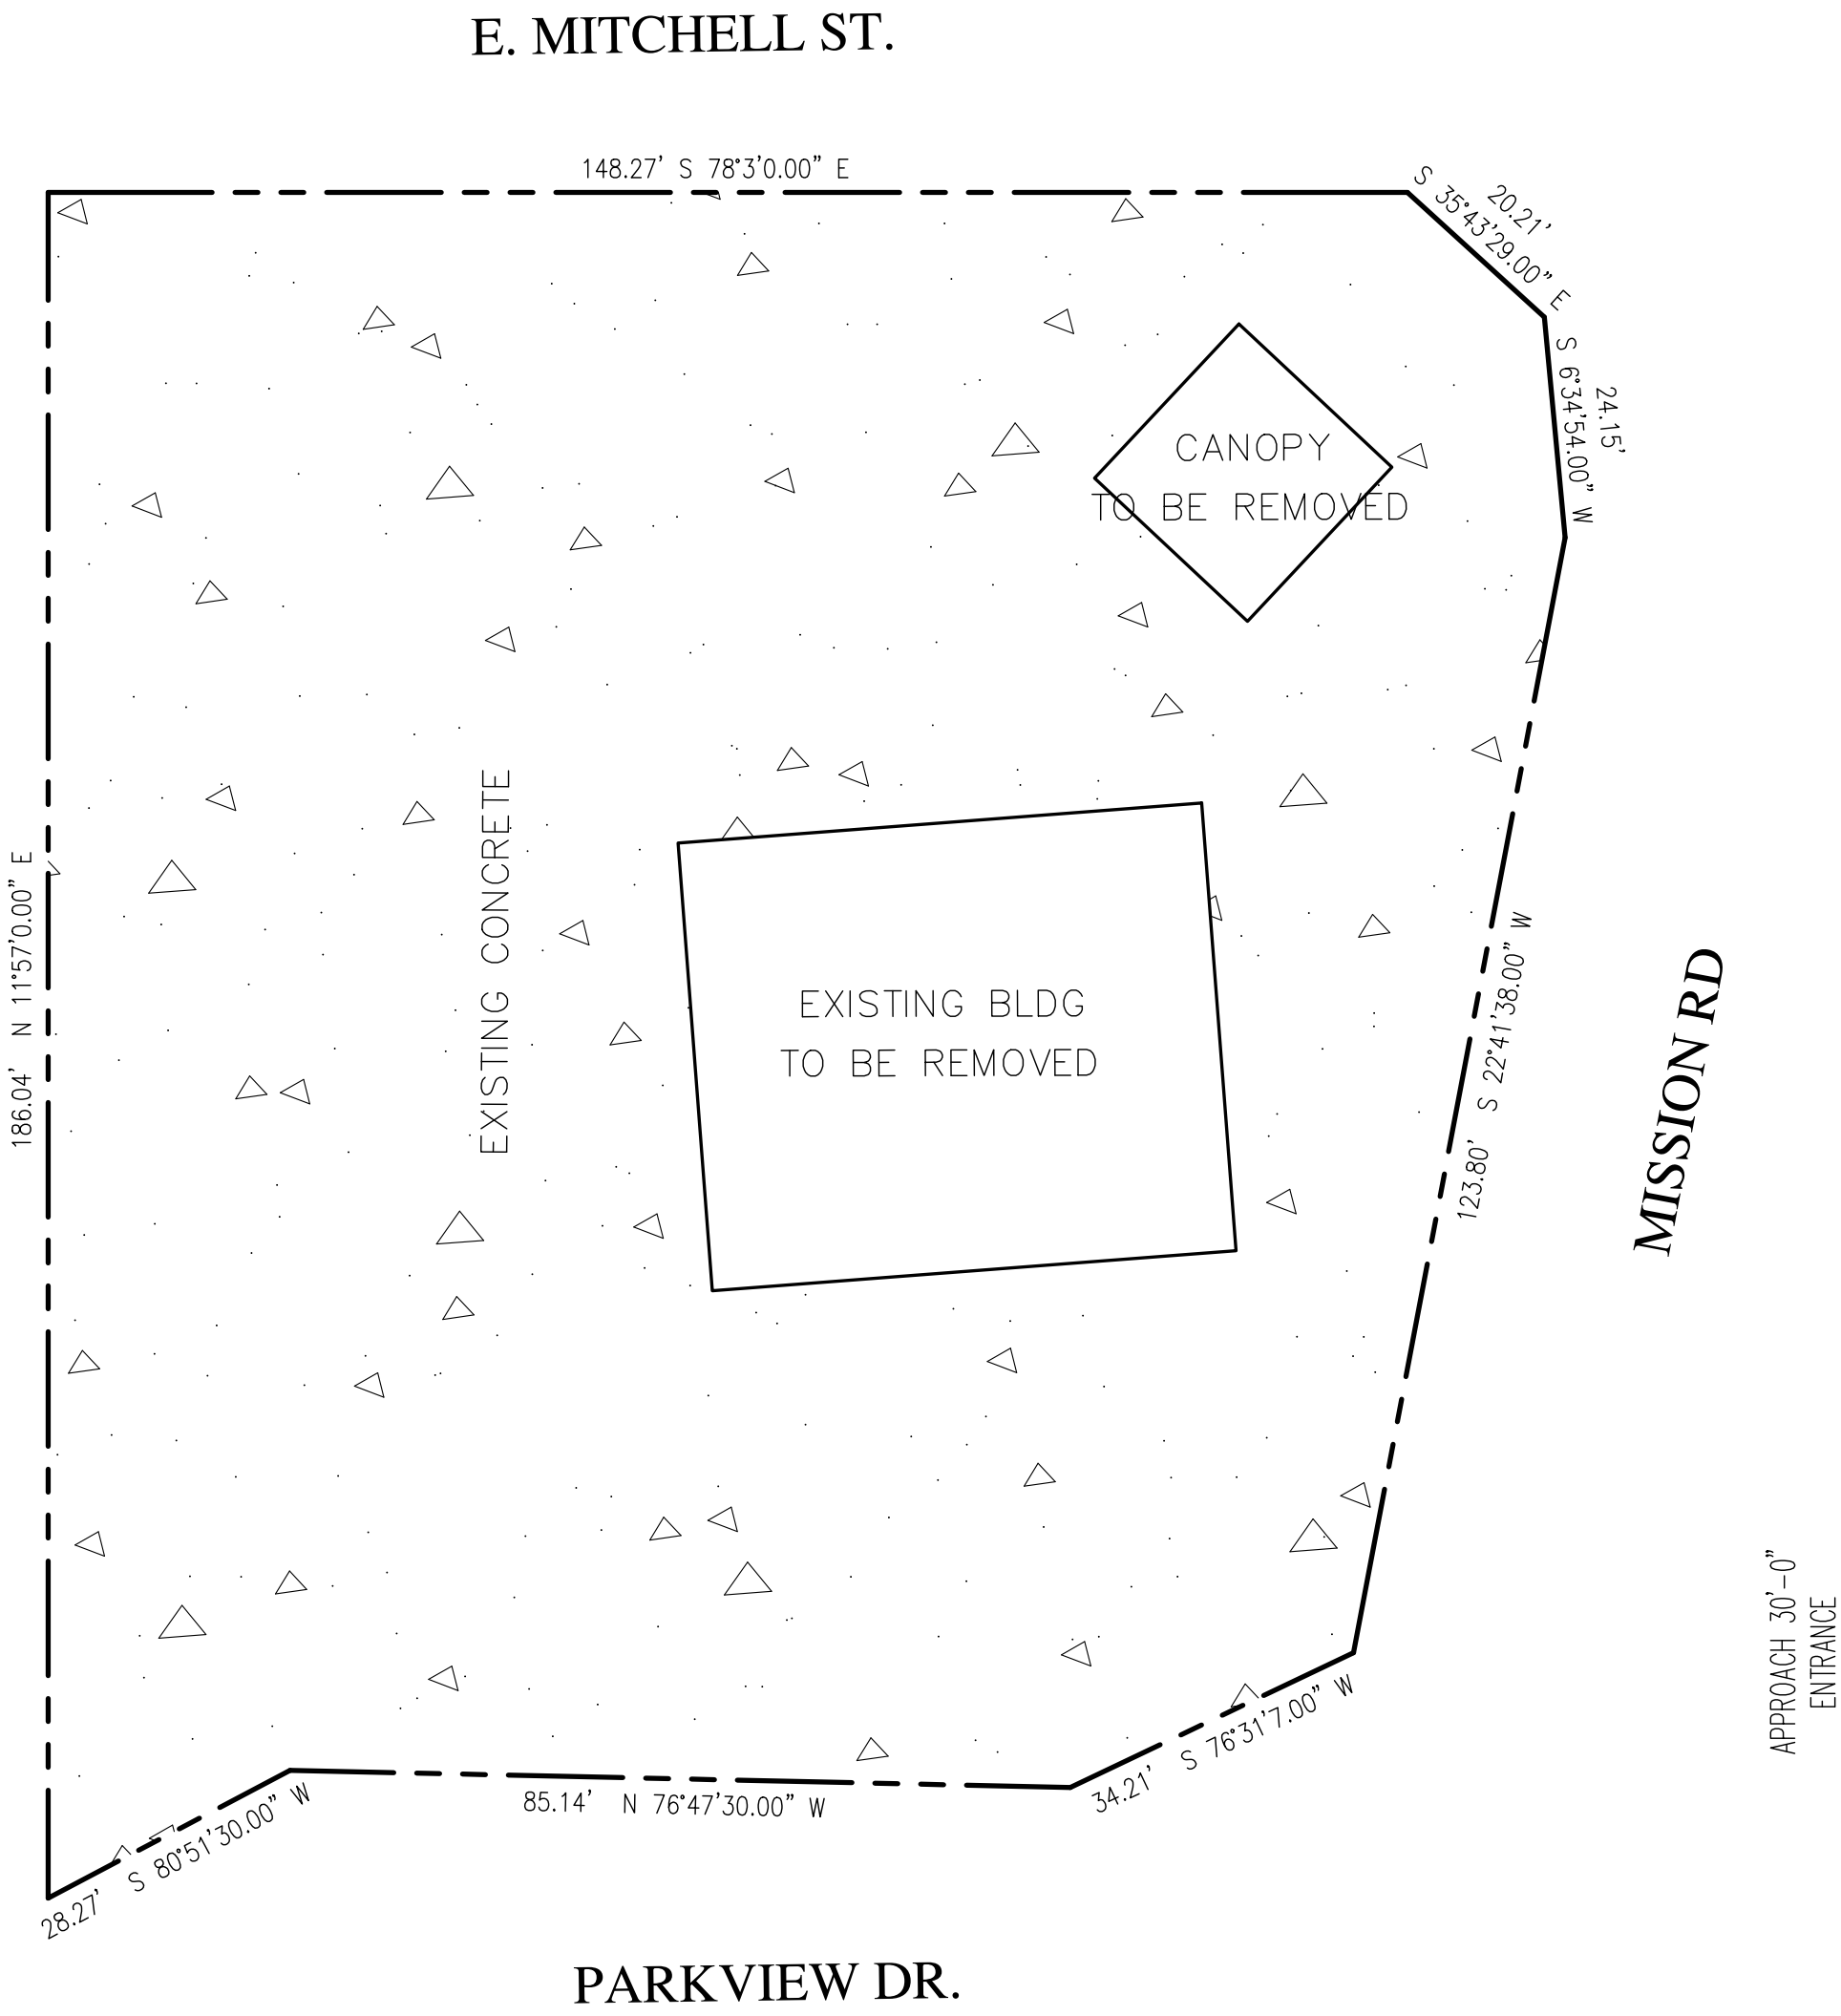 E. MITCHELL ST.
148.27' S 78°3'0.00" E
20.21'
S 35°43'29.00" E
24.15'
S 6°34'54.00" W
CANOPY
TO BE REMOVED
186.04' N 11°57'0.00" E
EXISTING CONCRETE
EXISTING BLDG
TO BE REMOVED
123.80' S 22°41'38.00" W
MISSION RD
APPROACH 30'-0"
ENTRANCE
34.21' S 76°31'7.00" W
85.14' N 76°47'30.00" W
28.27' S 80°51'30.00" W
PARKVIEW DR.